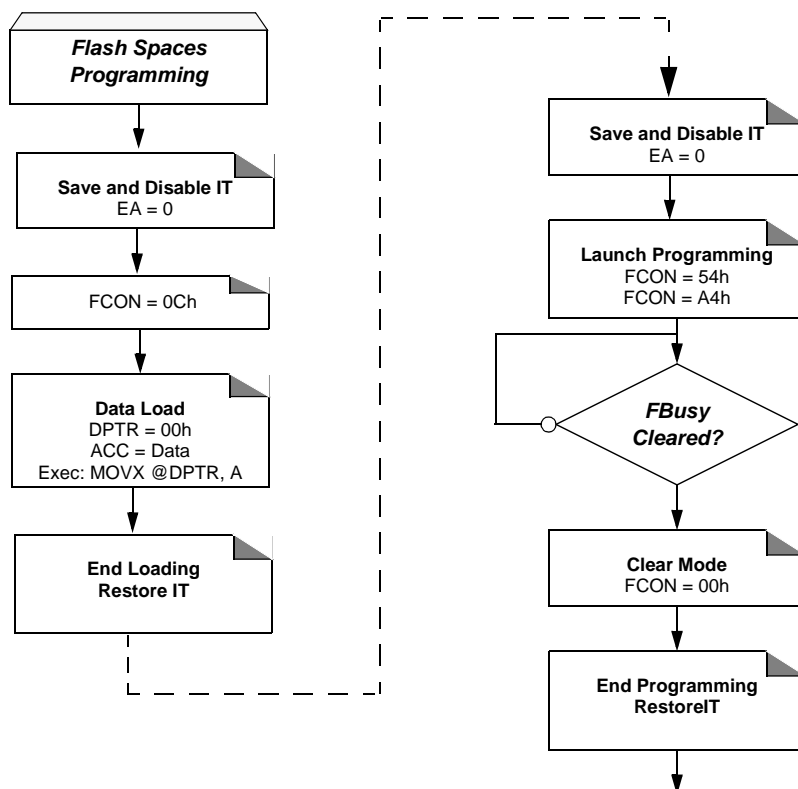 Flash Spaces
Programming
Save and Disable IT
EA = 0
FCON = 0Ch
Data Load
DPTR = 00h
ACC = Data
Exec: MOVX @DPTR, A
End Loading
Restore IT
Save and Disable IT
EA = 0
Launch Programming
FCON = 54h
FCON = A4h
FBusy
Cleared?
Clear Mode
FCON = 00h
End Programming
RestoreIT